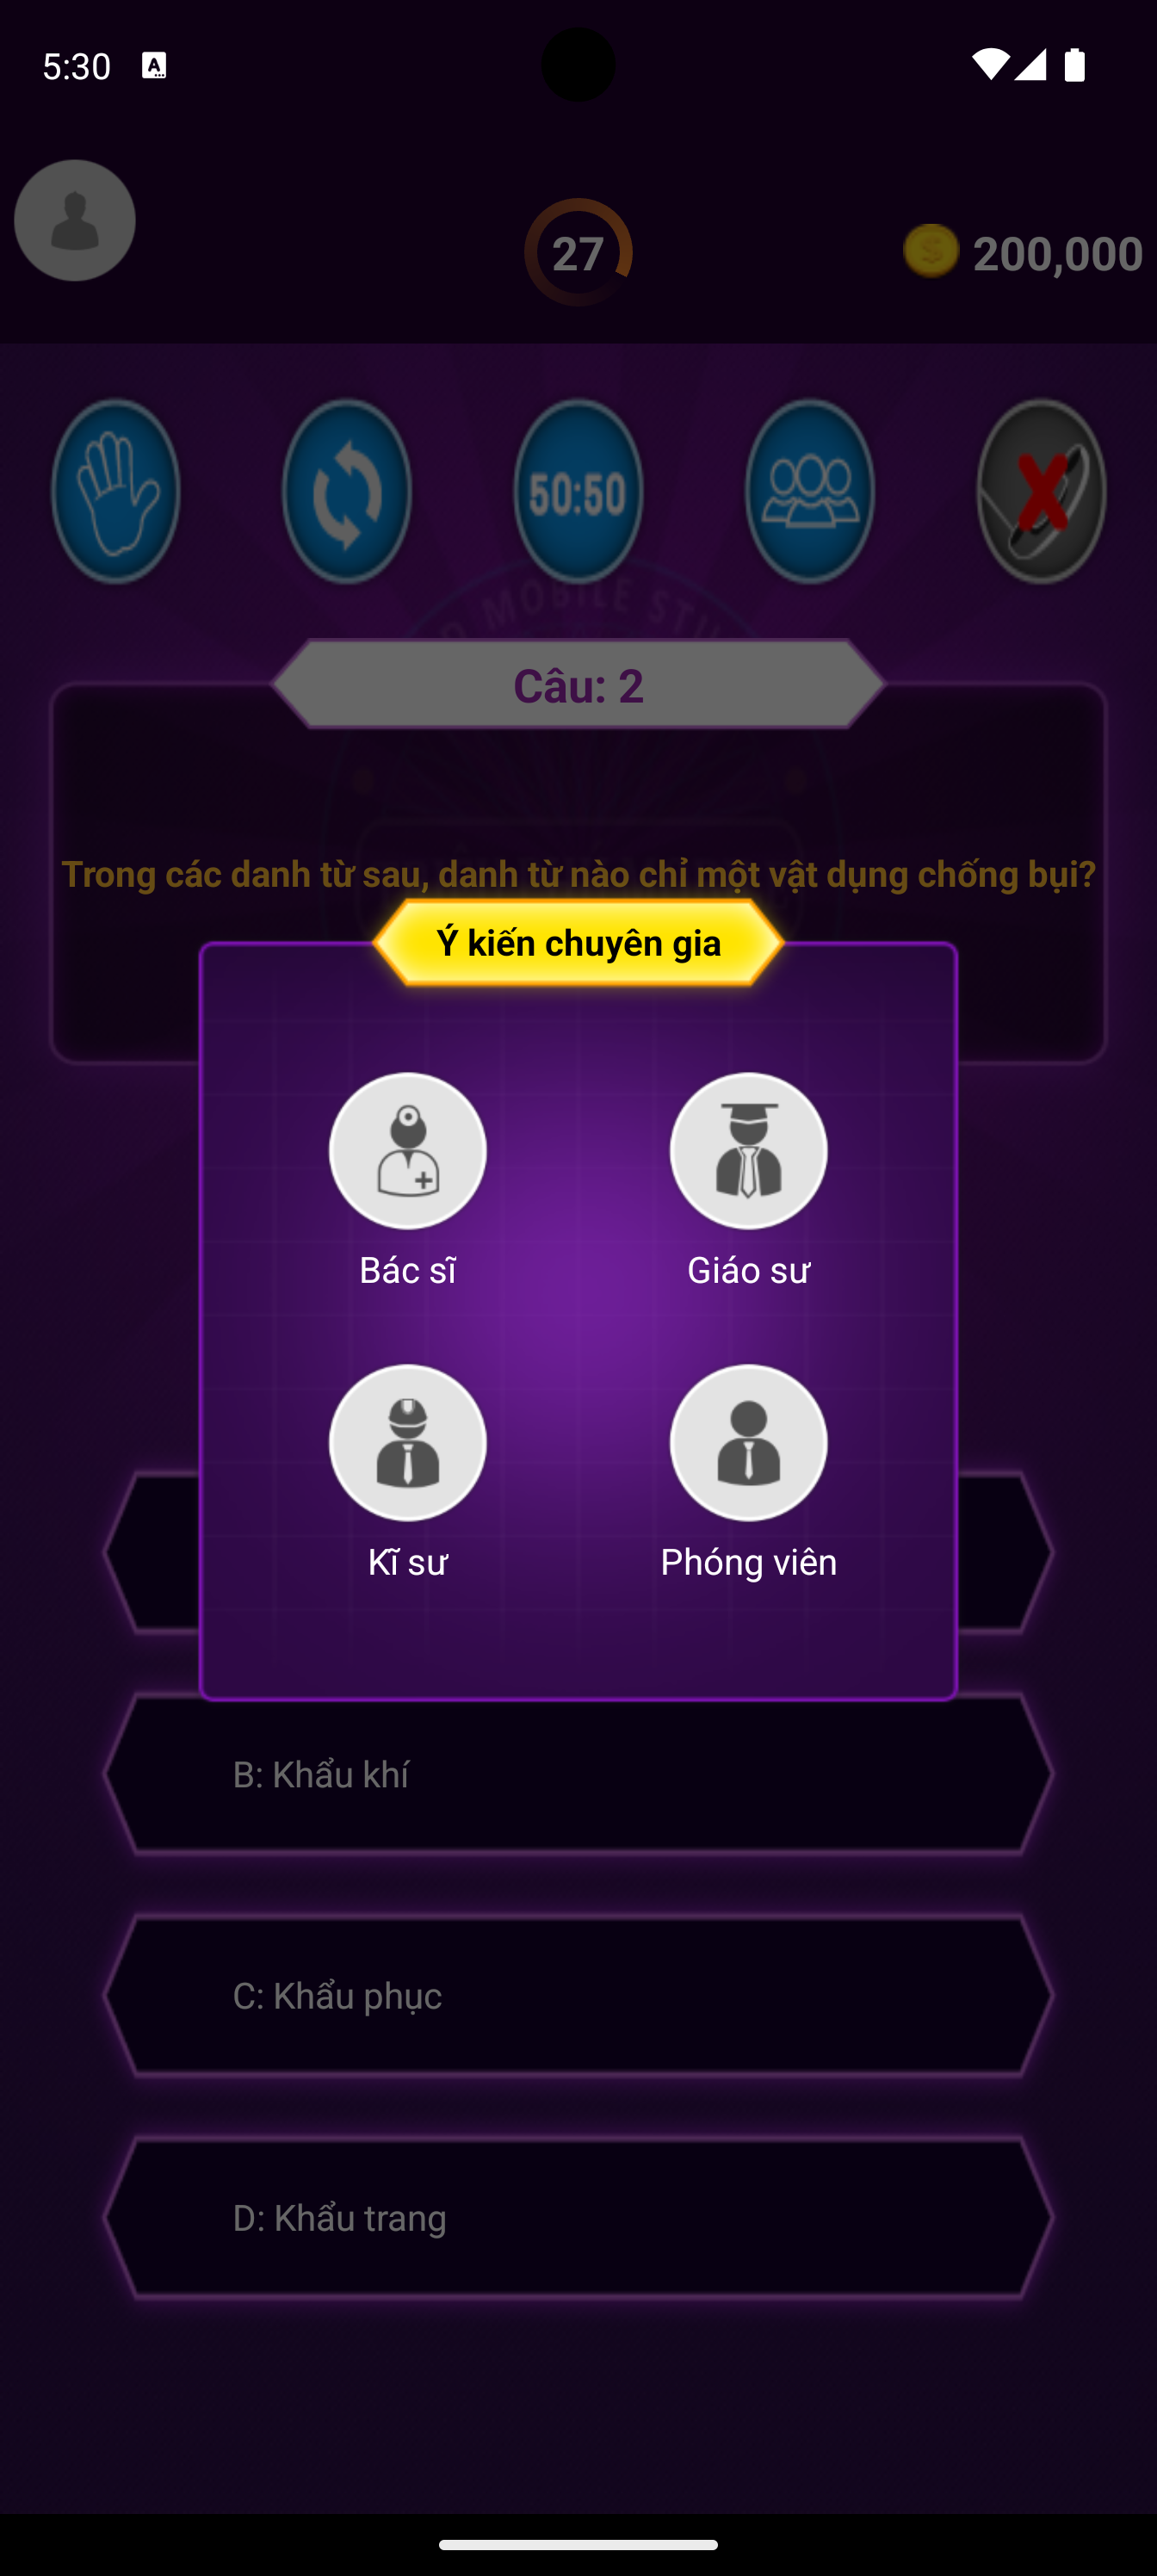 5:30
27
200,000
50:50
MOBILE
Câu: 2
Trong các danh từ sau, danh từ nào chỉ một vật dụng chống bụi?
Ý kiến chuyên gia
Bác sĩ
Giáo sư
Kĩ sư
Phóng viên
B: Khẩu khí
C: Khẩu phục
D: Khẩu trang